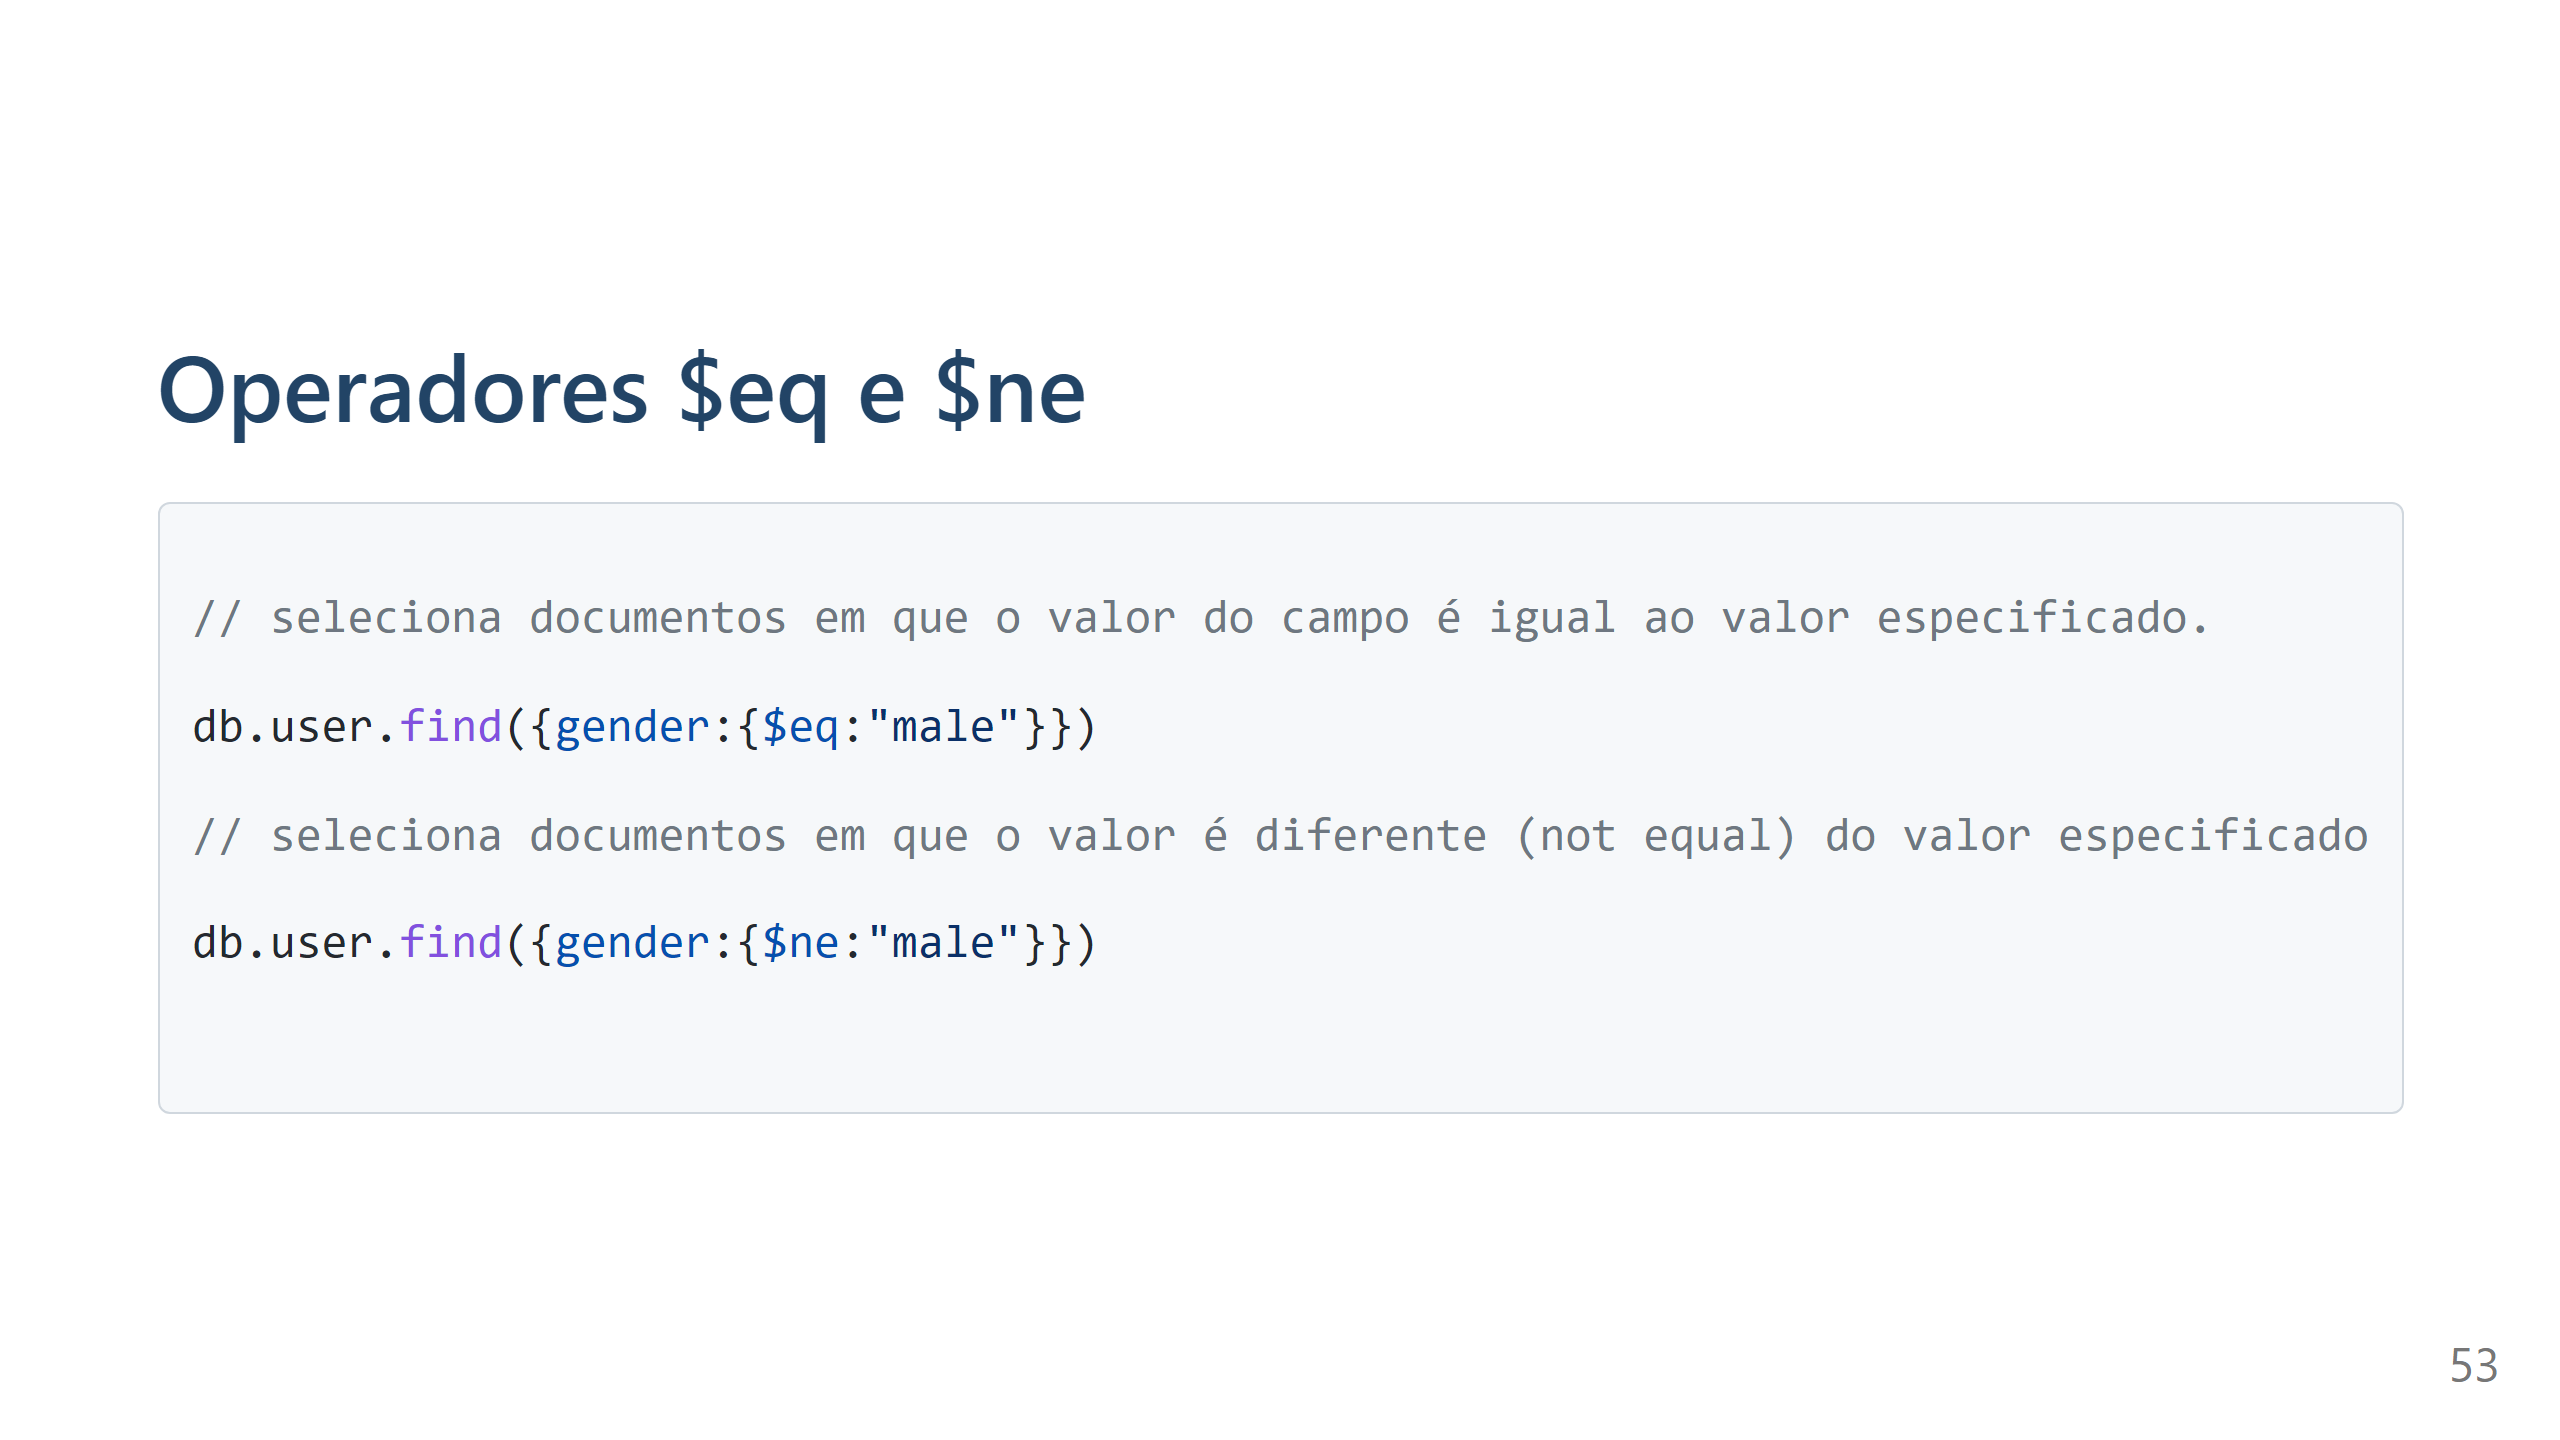 Operadores $eq e $ne
// seleciona documentos em que o valor do campo é igual ao valor especificado.
db.user.find({gender:{$eq:"male"}})
// seleciona documentos em que o valor é diferente (not equal) do valor especificado
db.user.find({gender:{$ne:"male"}})
53